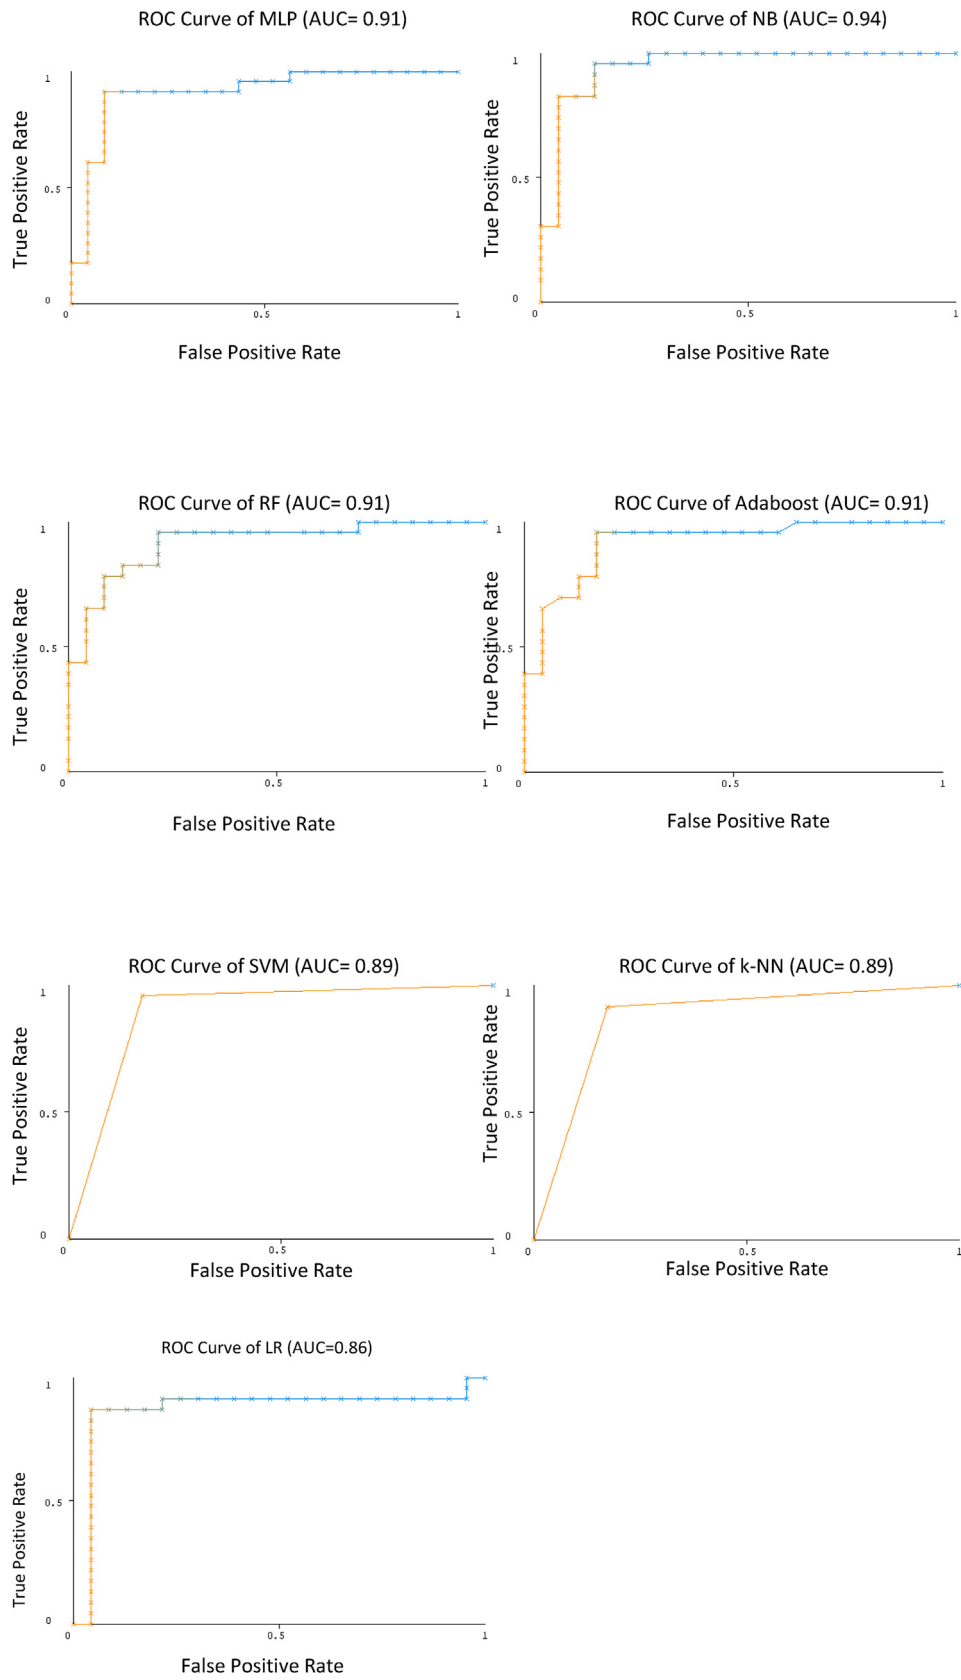 ROC Curve of MLP (AUC= 0.91)
1
0.5
0
True Positive Rate
0
0.5
1
False Positive Rate
ROC Curve of NB (AUC= 0.94)
1
0.5
0
True Positive Rate
0
0.5
1
False Positive Rate
ROC Curve of RF (AUC= 0.91)
1
0.5
0
True Positive Rate
0
0.5
1
False Positive Rate
ROC Curve of Adaboost (AUC= 0.91)
1
0.5
0
True Positive Rate
0
0.5
1
False Positive Rate
ROC Curve of SVM (AUC= 0.89)
1
0.5
0
True Positive Rate
0
0.5
1
False Positive Rate
ROC Curve of k-NN (AUC= 0.89)
1
0.5
0
True Positive Rate
0
0.5
1
False Positive Rate
ROC Curve of LR (AUC=0.86)
1
0.5
0
True Positive Rate
0
0.5
1
False Positive Rate